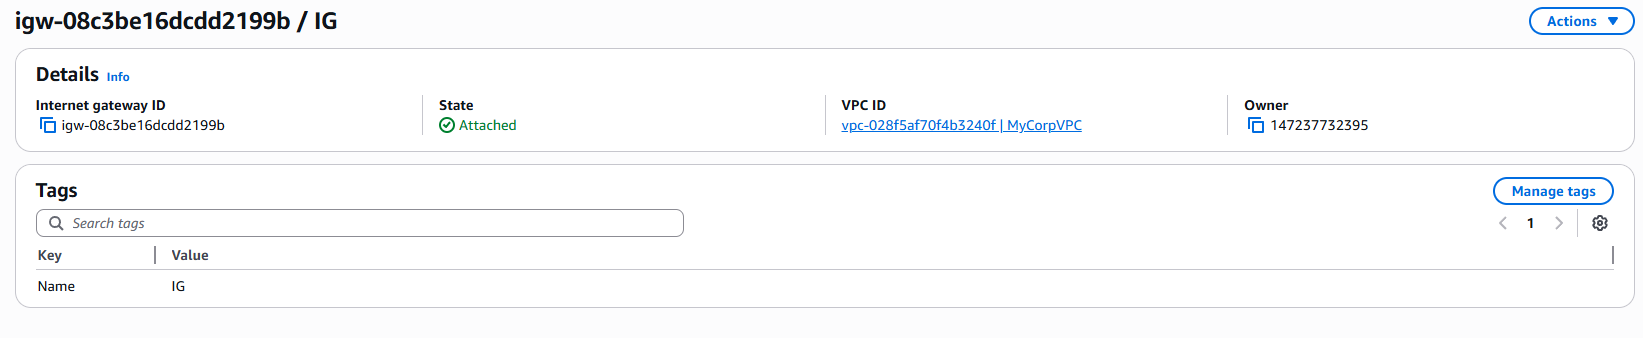 igw-08c3be16dcdd2199b / IG
Actions
Details Info
Internet gateway ID
igw-08c3be16dcdd2199b
State
Attached
VPC ID
vpc-028f5af70f4b3240f | MyCorpVPC
Owner
147237732395
Tags
Manage tags
Search tags
1
Key Value
Name IG